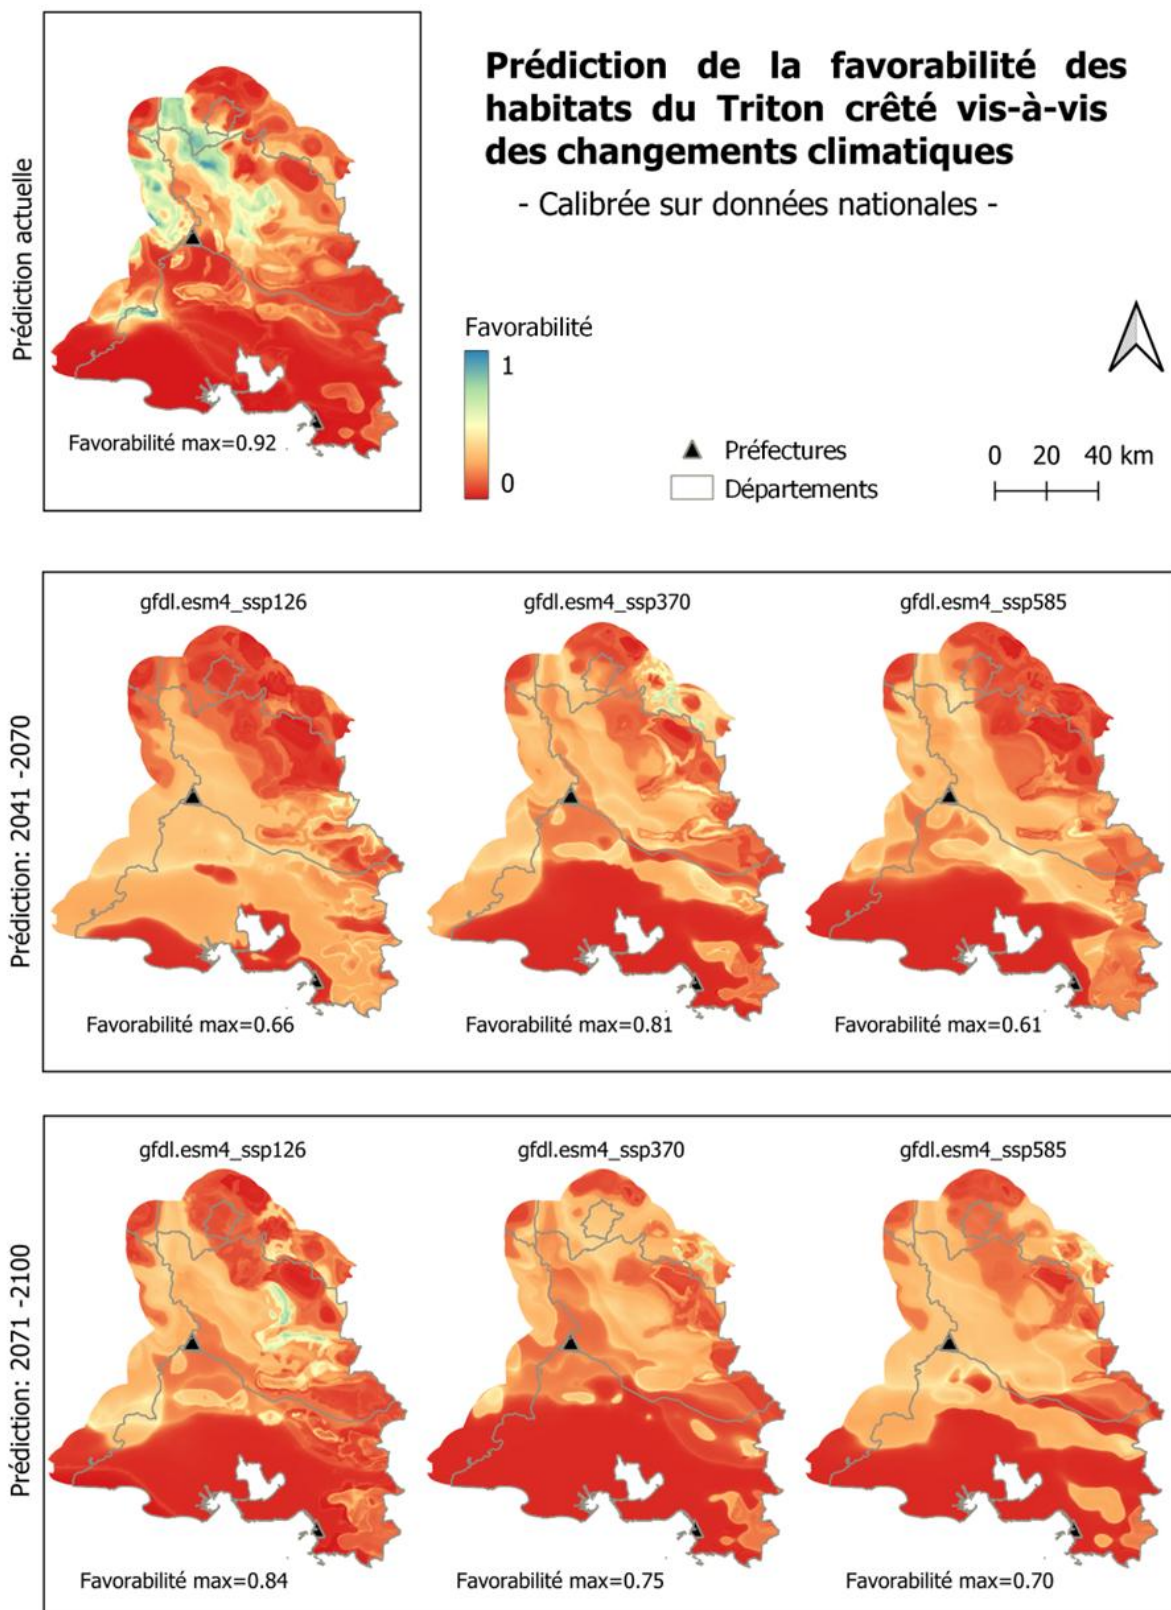 Prédiction de la favorabilité des
habitats du Triton crêté vis-à-vis
des changements climatiques
- Calibrée sur données nationales -
Prédiction actuelle
Favorabilité max=0.92
Favorabilité
1
0
Préfectures
Départements
0 20 40 km
Prédiction: 2041 -2070
gfdl.esm4_ssp126
gfdl.esm4_ssp370
gfdl.esm4_ssp585
Favorabilité max=0.66
Favorabilité max=0.81
Favorabilité max=0.61
Prédiction: 2071 -2100
gfdl.esm4_ssp126
gfdl.esm4_ssp370
gfdl.esm4_ssp585
Favorabilité max=0.84
Favorabilité max=0.75
Favorabilité max=0.70